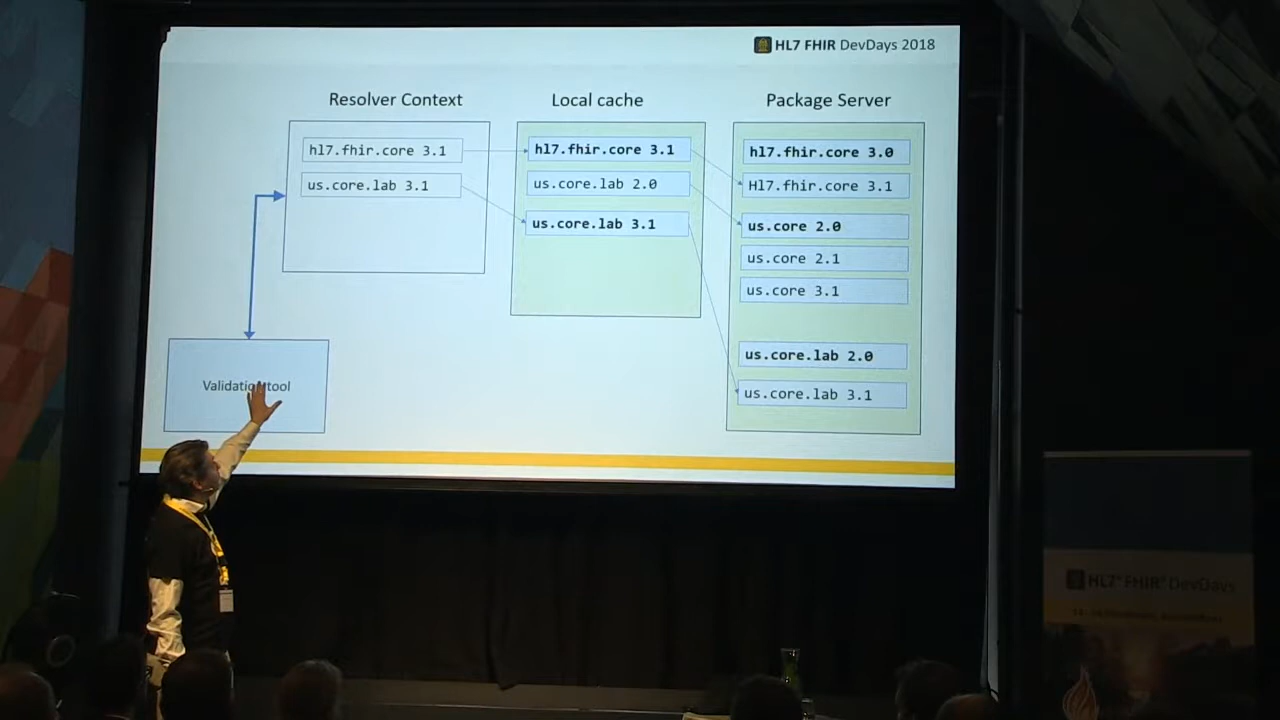 HL7 FHIR DevDays 2018
Resolver Context
hl7.fhir.core 3.1
us.core.lab 3.1
Local cache
hl7.fhir.core 3.1
us.core.lab 2.0
us.core.lab 3.1
Package Server
hl7.fhir.core 3.0
Hl7.fhir.core 3.1
us.core 2.0
us.core 2.1
us.core 3.1
us.core.lab 2.0
us.core.lab 3.1
Validation tool
HL7 FHIR DevDays